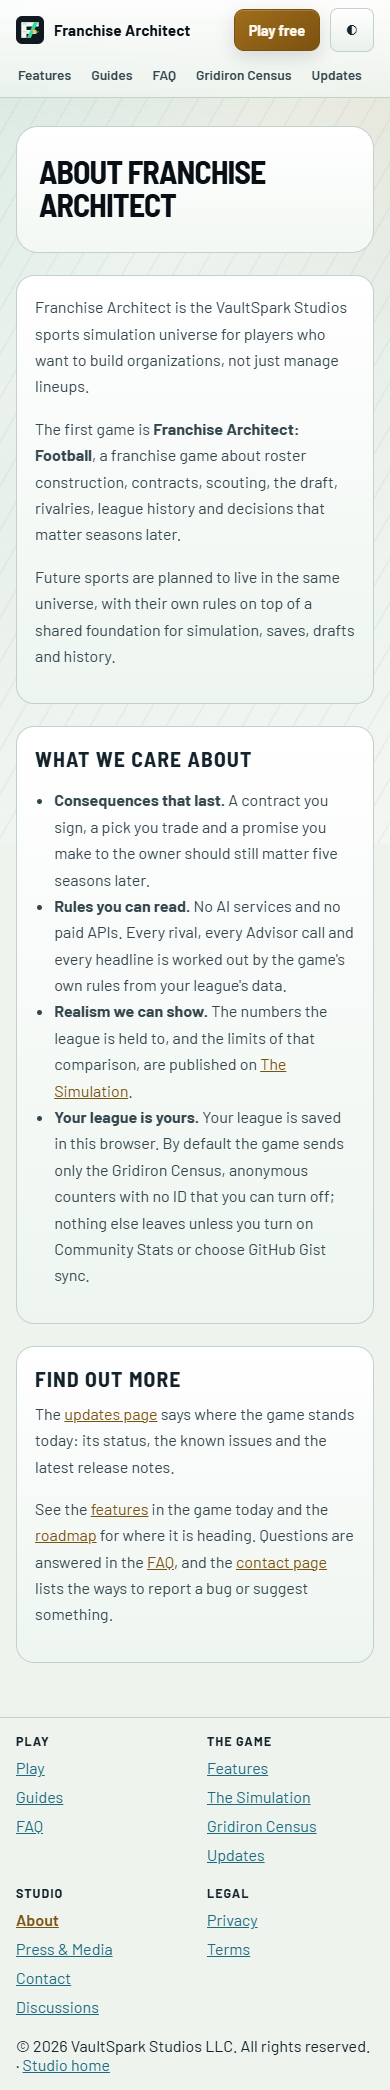 Franchise Architect
Play free
Features Guides FAQ Gridiron Census Updates
ABOUT FRANCHISE
ARCHITECT
Franchise Architect is the VaultSpark Studios
sports simulation universe for players who
want to build organizations, not just manage
lineups.
The first game is Franchise Architect:
Football, a franchise game about roster
construction, contracts, scouting, the draft,
rivalries, league history and decisions that
matter seasons later.
Future sports are planned to live in the same
universe, with their own rules on top of a
shared foundation for simulation, saves, drafts
and history.
WHAT WE CARE ABOUT
• Consequences that last. A contract you
sign, a pick you trade and a promise you
make to the owner should still matter five
seasons later.
• Rules you can read. No AI services and no
paid APIs. Every rival, every Advisor call and
every headline is worked out by the game's
own rules from your league's data.
• Realism we can show. The numbers the
league is held to, and the limits of that
comparison, are published on The
Simulation.
• Your league is yours. Your league is saved
in this browser. By default the game sends
only the Gridiron Census, anonymous
counters with no ID that you can turn off;
nothing else leaves unless you turn on
Community Stats or choose GitHub Gist
sync.
FIND OUT MORE
The updates page says where the game stands
today: its status, the known issues and the
latest release notes.
See the features in the game today and the
roadmap for where it is heading. Questions are
answered in the FAQ, and the contact page
lists the ways to report a bug or suggest
something.
PLAY
Play
Guides
FAQ
THE GAME
Features
The Simulation
Gridiron Census
Updates
STUDIO
About
Press & Media
Contact
Discussions
LEGAL
Privacy
Terms
© 2026 VaultSpark Studios LLC. All rights reserved.
· Studio home